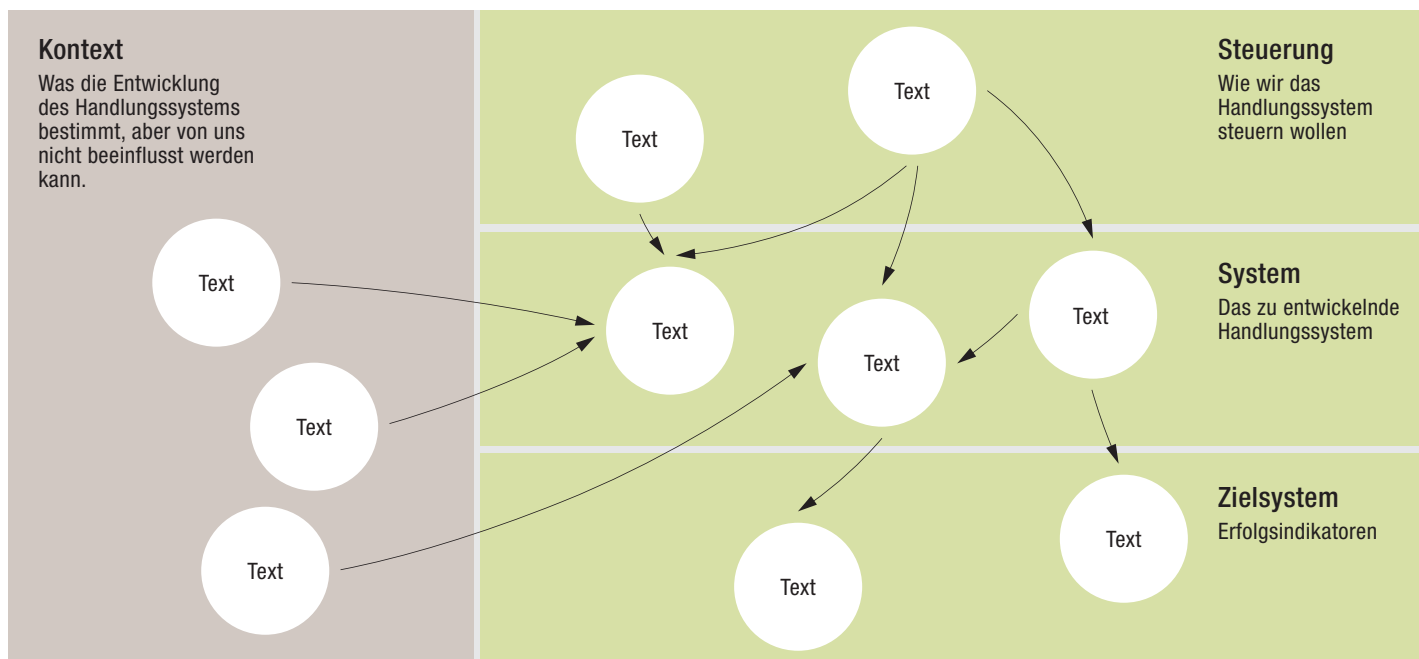 Kontext
Was die Entwicklung
des Handlungssystems
bestimmt, aber von uns
nicht beeinflusst werden
kann.
Text
Text
Text
Steuerung
Wie wir das
Handlungssystem
steuern wollen
Text
Text
System
Das zu entwickelnde
Handlungssystem
Text
Text
Text
Zielsystem
Erfolgsindikatoren
Text
Text